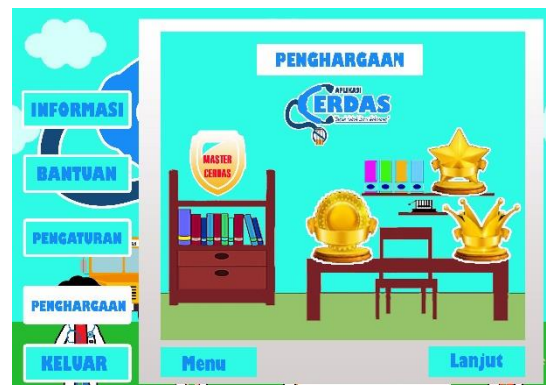 PENGHARGAAN
APLIKASI
CERDAS
MASTER
CERDAS
INFORMASI
BANTUAN
PENGATURAN
PENGHARGAAN
KELUAR
Menu
Lanjut